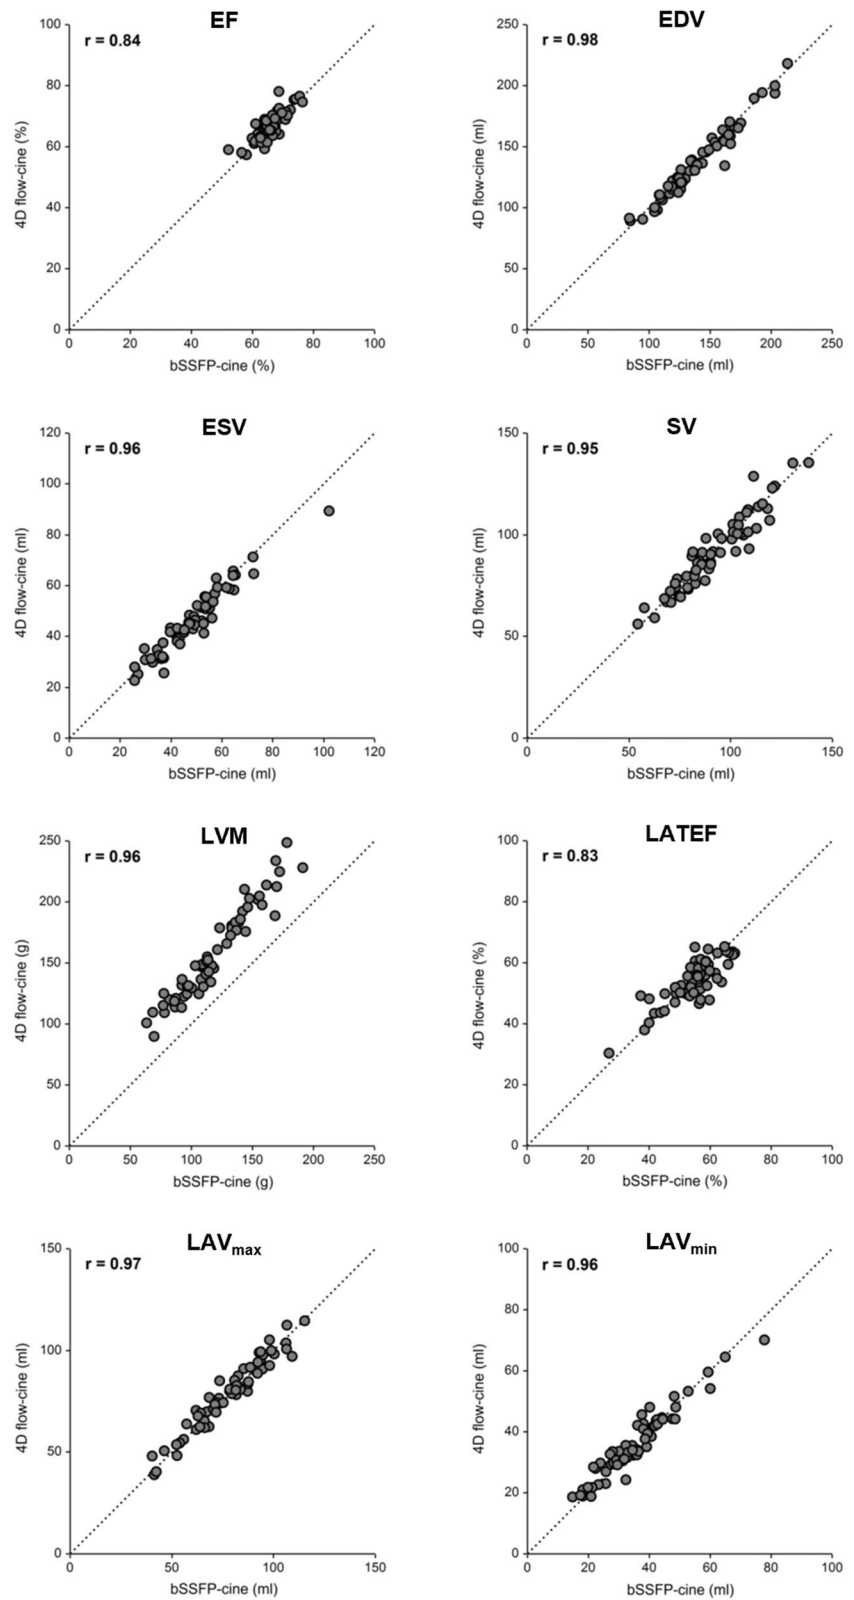 EF
r = 0.84
100
80
60
40
20
0
0 20 40 60 80 100
4D flow-cine (%)
bSSFP-cine (%)
EDV
r = 0.98
250
200
150
100
50
0
0 50 100 150 200 250
4D flow-cine (ml)
bSSFP-cine (ml)
ESV
r = 0.96
120
100
80
60
40
20
0
0 20 40 60 80 100 120
4D flow-cine (ml)
bSSFP-cine (ml)
SV
r = 0.95
150
100
50
0
0 50 100 150
4D flow-cine (ml)
bSSFP-cine (ml)
LVM
r = 0.96
250
200
150
100
50
0
0 50 100 150 200 250
4D flow-cine (g)
bSSFP-cine (g)
LATEF
r = 0.83
100
80
60
40
20
0
0 20 40 60 80 100
4D flow-cine (%)
bSSFP-cine (%)
LAVmax
r = 0.97
150
100
50
0
0 50 100 150
4D flow-cine (ml)
bSSFP-cine (ml)
LAVmin
r = 0.96
100
80
60
40
20
0
0 20 40 60 80 100
4D flow-cine (ml)
bSSFP-cine (ml)